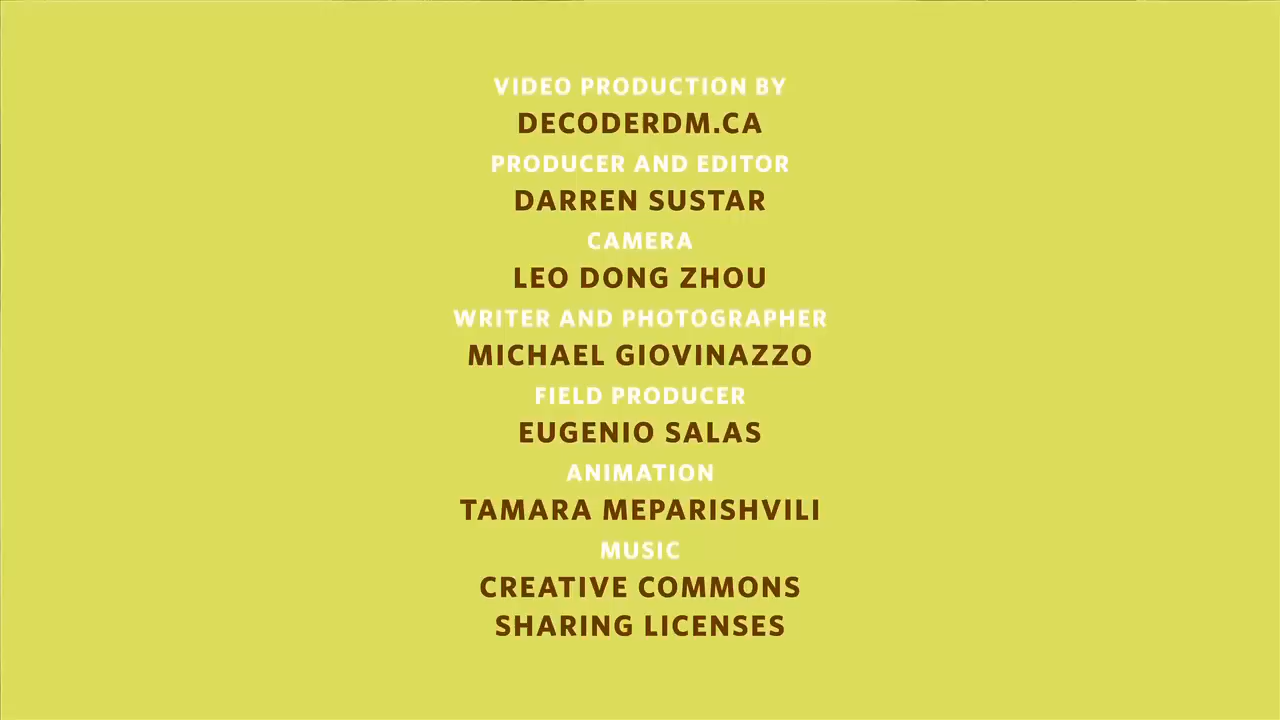 VIDEO PRODUCTION BY
DECODERDM.CA
PRODUCER AND EDITOR
DARREN SUSTAR
CAMERA
LEO DONG ZHOU
WRITER AND PHOTOGRAPHER
MICHAEL GIOVINAZZO
FIELD PRODUCER
EUGENIO SALAS
ANIMATION
TAMARA MEPARISHVILI
MUSIC
CREATIVE COMMONS
SHARING LICENSES